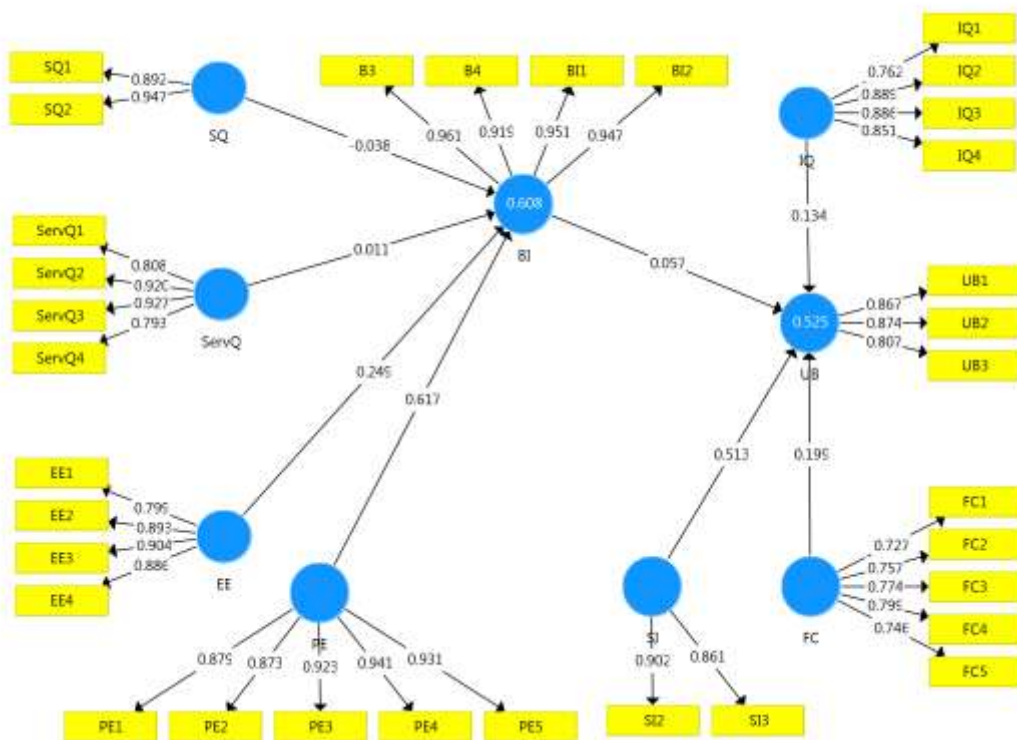 SQ1
SQ2
0.892
0.947
SQ
B3
B4
BI1
BI2
0.961
0.919
0.951
0.947
-0.038
0.608
BI
IQ1
IQ2
IQ3
IQ4
0.762
0.889
0.886
0.851
IQ
0.134
ServQ1
ServQ2
ServQ3
ServQ4
0.808
0.920
0.927
0.793
ServQ
0.011
0.057
0.525
UB
0.867
0.874
0.807
UB1
UB2
UB3
0.249
0.617
0.513
0.199
EE1
EE2
EE3
EE4
0.799
0.893
0.904
0.886
EE
PE
0.879
0.873
0.923
0.941
0.931
PE1
PE2
PE3
PE4
PE5
SI
0.902
0.861
SI2
SI3
FC
0.727
0.757
0.774
0.799
0.746
FC1
FC2
FC3
FC4
FC5